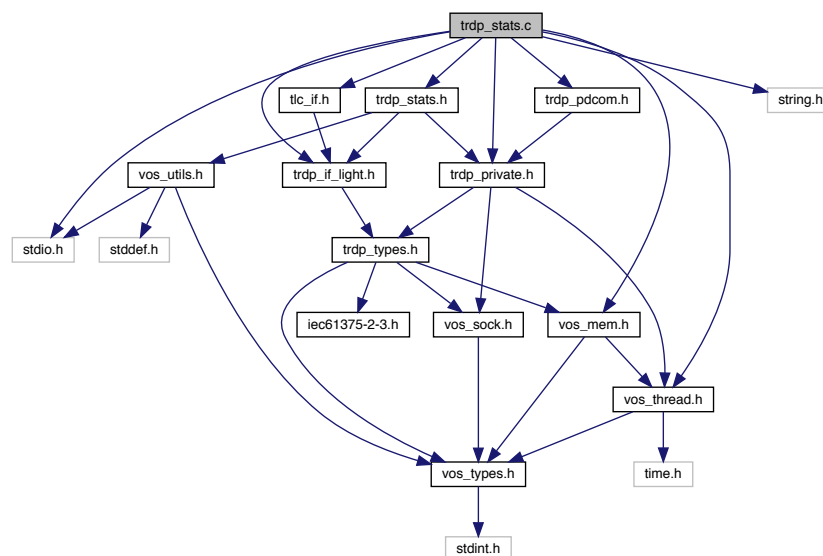 trdp_stats.c
tlc_if.h
trdp_stats.h
trdp_pdcom.h
string.h
vos_utils.h
trdp_if_light.h
trdp_private.h
stdio.h
stddef.h
trdp_types.h
iec61375-2-3.h
vos_sock.h
vos_mem.h
vos_thread.h
vos_types.h
time.h
stdint.h